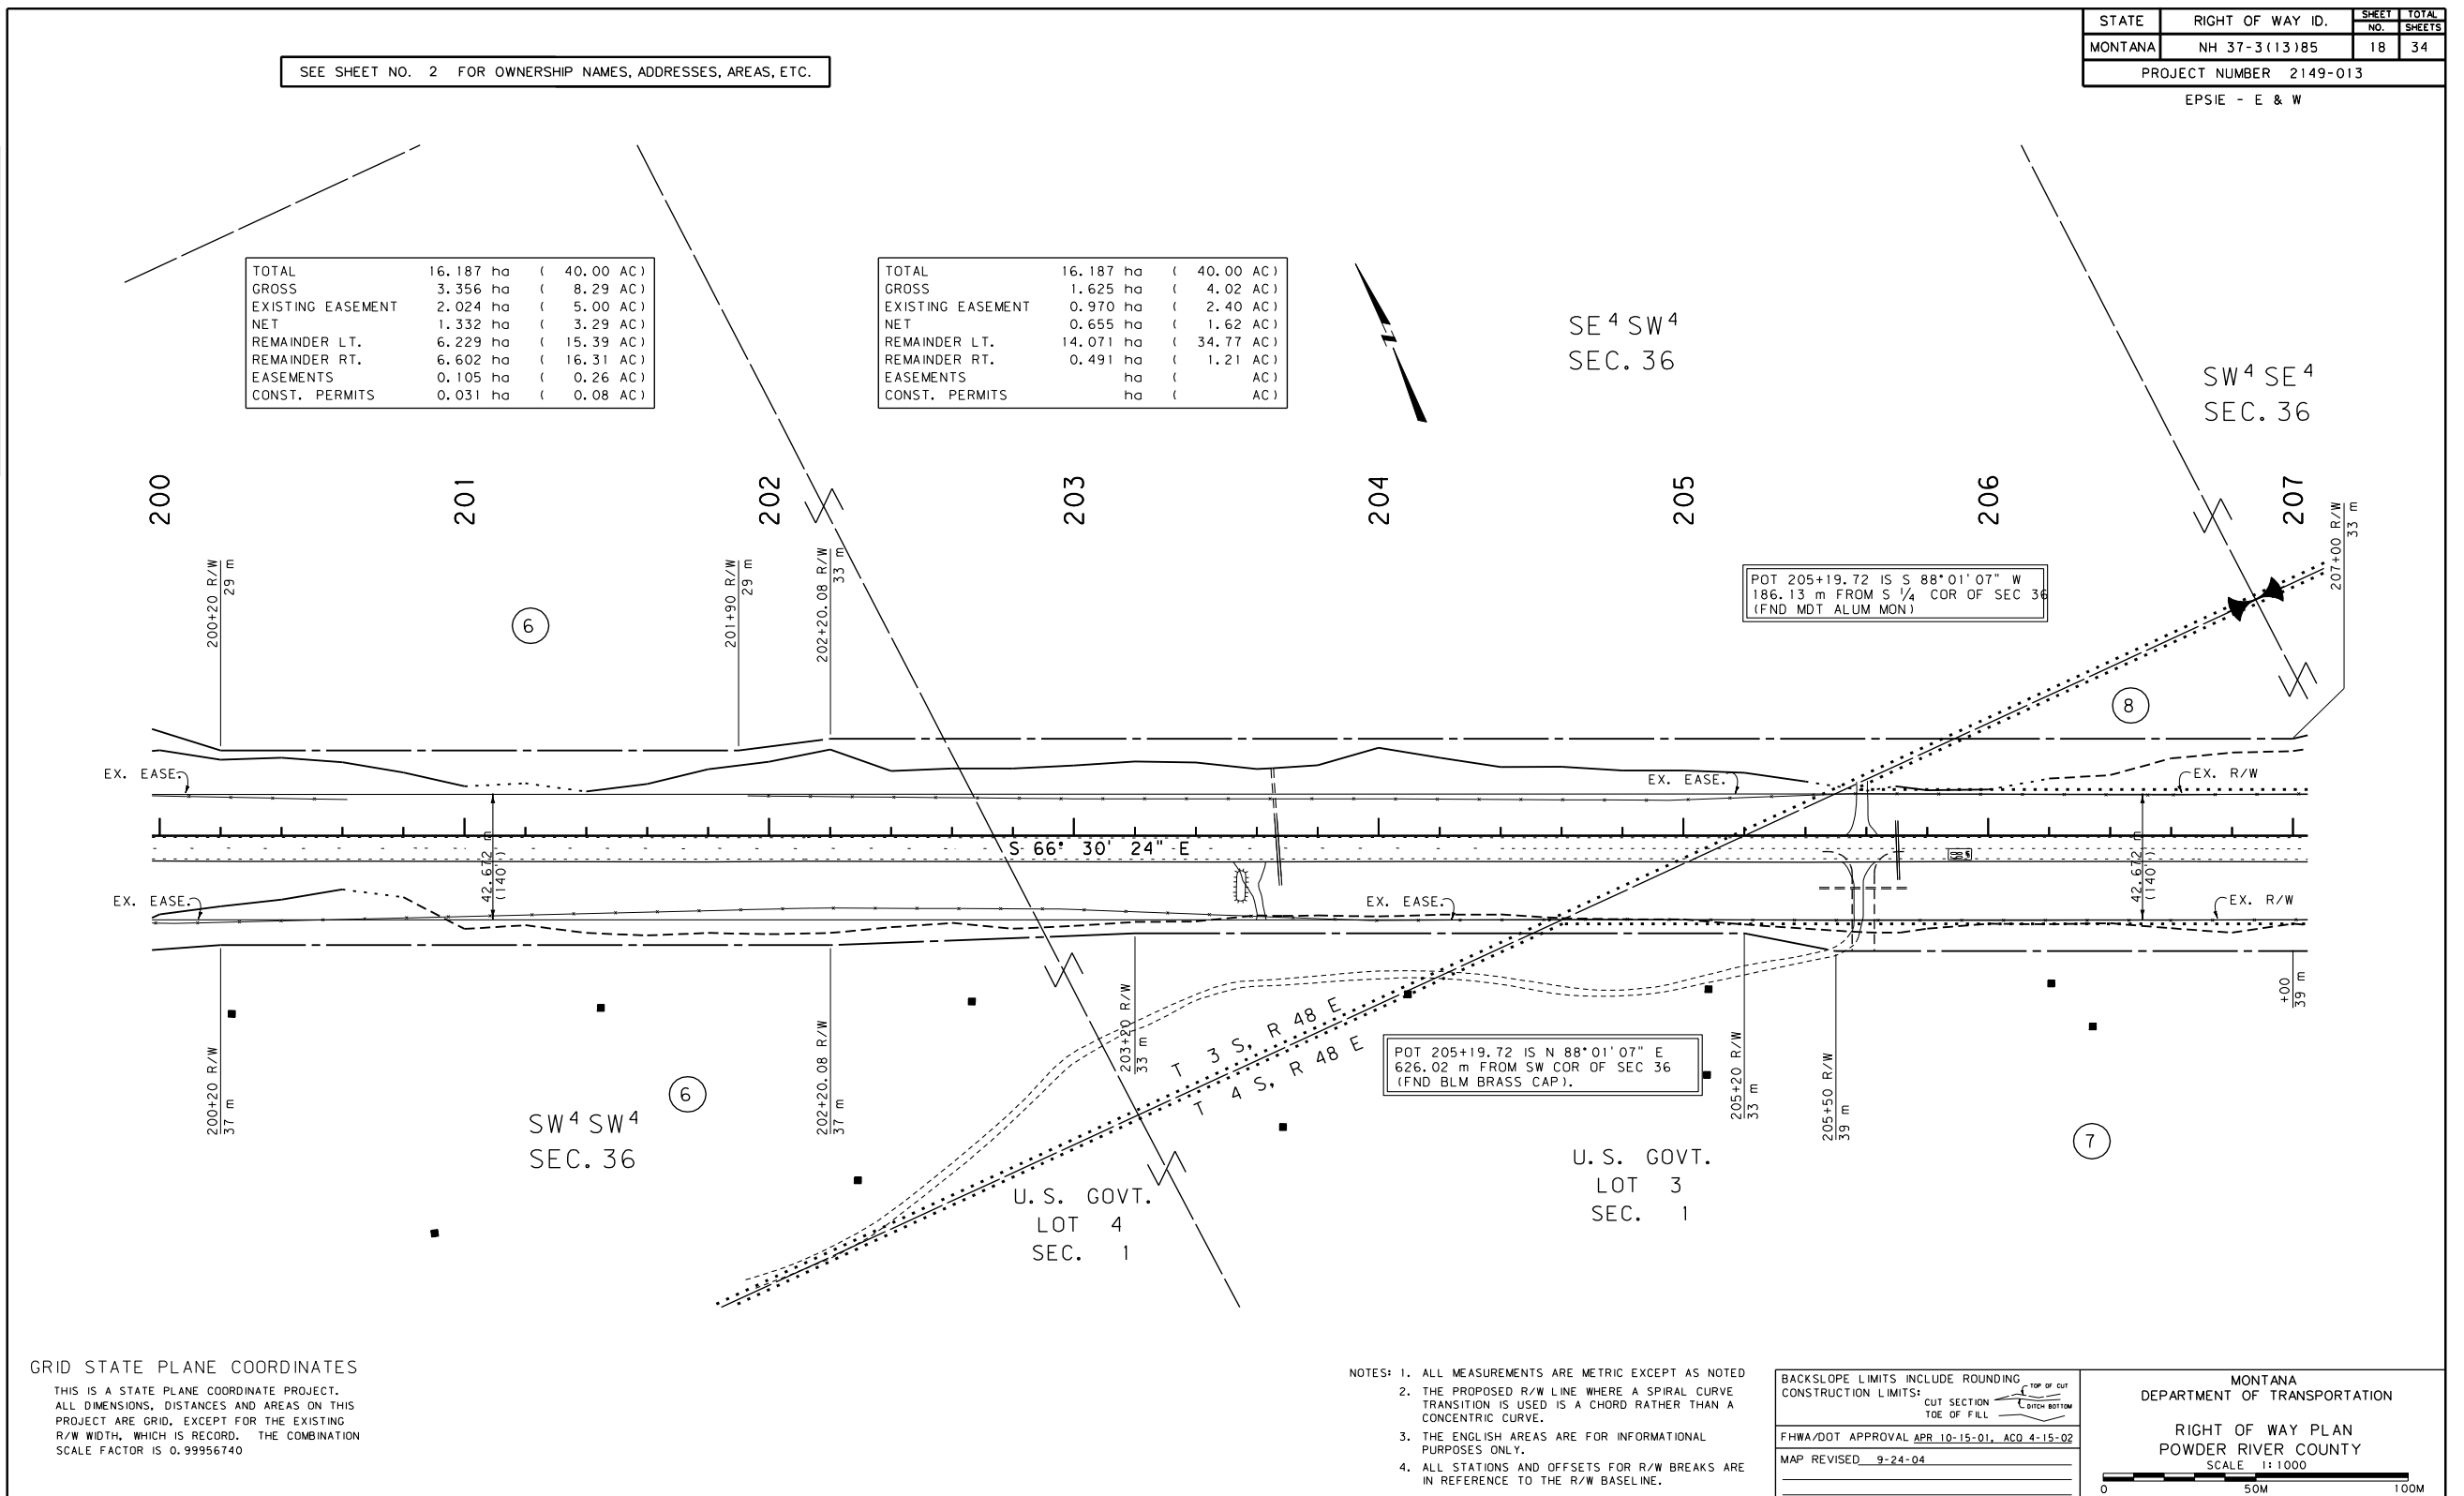 STATE RIGHT OF WAY ID. SHEET NO. TOTAL SHEETS
MONTANA NH 37-3(13)85 18 34
PROJECT NUMBER 2149-013
EPSIE - E & W
SEE SHEET NO. 2 FOR OWNERSHIP NAMES, ADDRESSES, AREAS, ETC.
TOTAL 16.187 ha ( 40.00 AC)
GROSS 3.356 ha ( 8.29 AC)
EXISTING EASEMENT 2.024 ha ( 5.00 AC)
NET 1.332 ha ( 3.29 AC)
REMAINDER LT. 6.229 ha ( 15.39 AC)
REMAINDER RT. 6.602 ha ( 16.31 AC)
EASEMENTS 0.105 ha ( 0.26 AC)
CONST. PERMITS 0.031 ha ( 0.08 AC)
TOTAL 16.187 ha ( 40.00 AC)
GROSS 1.625 ha ( 4.02 AC)
EXISTING EASEMENT 0.970 ha ( 2.40 AC)
NET 0.655 ha ( 1.62 AC)
REMAINDER LT. 14.071 ha ( 34.77 AC)
REMAINDER RT. 0.491 ha ( 1.21 AC)
EASEMENTS ha ( AC)
CONST. PERMITS ha ( AC)
SE⁴ SW⁴
SEC. 36
SW⁴ SE⁴
SEC. 36
200
201
202
203
204
205
206
207
200+20 R/W
29 m
6
201+90 R/W
29 m
202+20.08 R/W
33 m
POT 205+19.72 IS S 88°01'07" W
186.13 m FROM S 1/4 COR OF SEC 36
(FND MDT ALUM MON)
207+00 R/W
33 m
8
EX. EASE.
EX. EASE.
EX. R/W
42.672 m
(140')
S 66° 30' 24" E
42.672 m
(140')
EX. EASE.
EX. EASE.
EX. R/W
200+20 R/W
37 m
SW⁴ SW⁴
SEC. 36
6
202+20.08 R/W
37 m
203+20 R/W
33 m
T 3 S, R 48 E
T 4 S, R 48 E
POT 205+19.72 IS N 88°01'07" E
626.02 m FROM SW COR OF SEC 36
(FND BLM BRASS CAP).
205+20 R/W
33 m
205+50 R/W
39 m
+00
39 m
7
U.S. GOVT.
LOT 4
SEC. 1
U.S. GOVT.
LOT 3
SEC. 1
GRID STATE PLANE COORDINATES
THIS IS A STATE PLANE COORDINATE PROJECT.
ALL DIMENSIONS, DISTANCES AND AREAS ON THIS
PROJECT ARE GRID, EXCEPT FOR THE EXISTING
R/W WIDTH, WHICH IS RECORD. THE COMBINATION
SCALE FACTOR IS 0.99956740
NOTES: 1. ALL MEASUREMENTS ARE METRIC EXCEPT AS NOTED
2. THE PROPOSED R/W LINE WHERE A SPIRAL CURVE
TRANSITION IS USED IS A CHORD RATHER THAN A
CONCENTRIC CURVE.
3. THE ENGLISH AREAS ARE FOR INFORMATIONAL
PURPOSES ONLY.
4. ALL STATIONS AND OFFSETS FOR R/W BREAKS ARE
IN REFERENCE TO THE R/W BASELINE.
BACKSLOPE LIMITS INCLUDE ROUNDING
CONSTRUCTION LIMITS:
TOP OF CUT
CUT SECTION
DITCH BOTTOM
TOE OF FILL
FHWA/DOT APPROVAL APR 10-15-01, ACQ 4-15-02
MAP REVISED 9-24-04
MONTANA
DEPARTMENT OF TRANSPORTATION
RIGHT OF WAY PLAN
POWDER RIVER COUNTY
SCALE 1:1000
0 50M 100M